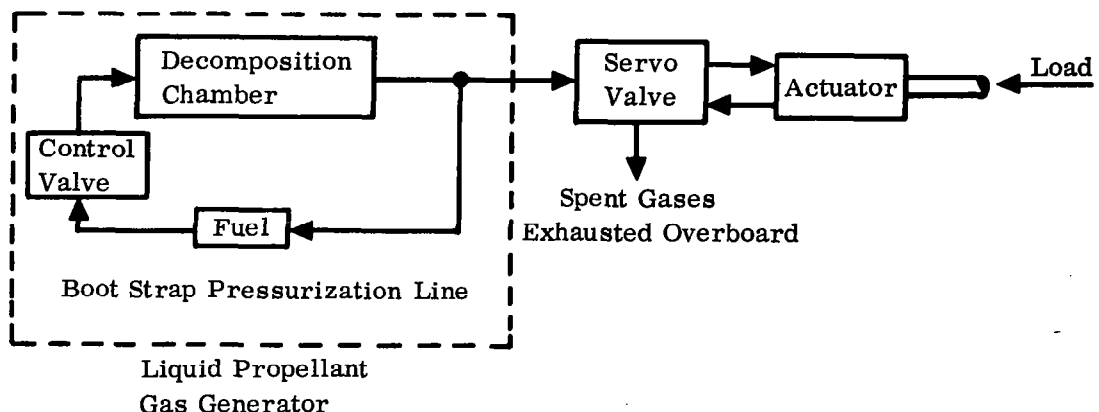 Decomposition
Chamber
Control
Valve
Fuel
Boot Strap Pressurization Line
Liquid Propellant
Gas Generator
Servo
Valve
Actuator
Load
Spent Gases
Exhausted Overboard